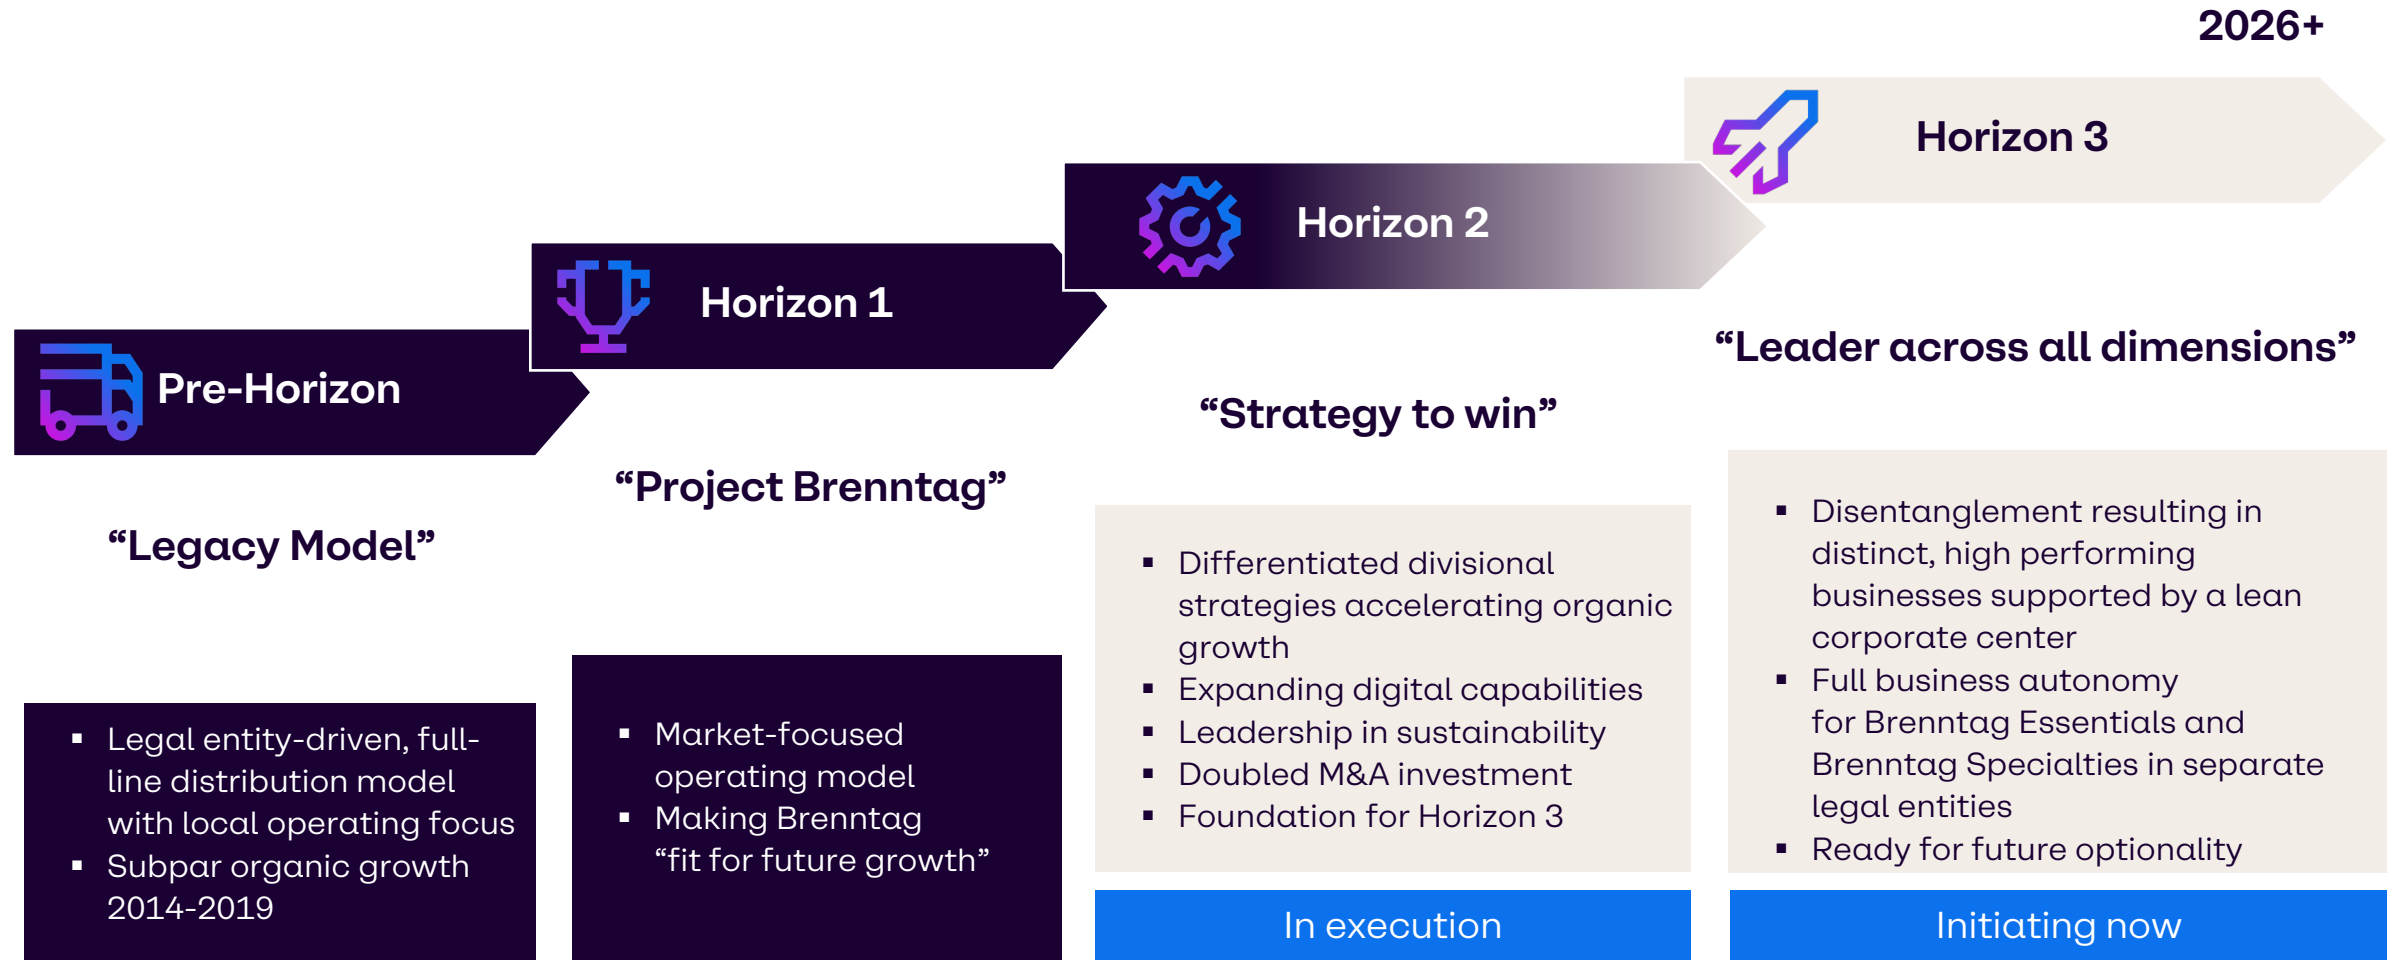 2026+
Horizon 3
Horizon 2
Horizon 1
Pre-Horizon
“Leader across all dimensions”
“Strategy to win”
“Project Brenntag”
“Legacy Model”
▪ Legal entity-driven, full-
line distribution model
with local operating focus
▪ Subpar organic growth
2014-2019
▪ Market-focused
operating model
▪ Making Brenntag
“fit for future growth”
▪ Differentiated divisional
strategies accelerating organic
growth
▪ Expanding digital capabilities
▪ Leadership in sustainability
▪ Doubled M&A investment
▪ Foundation for Horizon 3
In execution
▪ Disentanglement resulting in
distinct, high performing
businesses supported by a lean
corporate center
▪ Full business autonomy
for Brenntag Essentials and
Brenntag Specialties in separate
legal entities
▪ Ready for future optionality
Initiating now